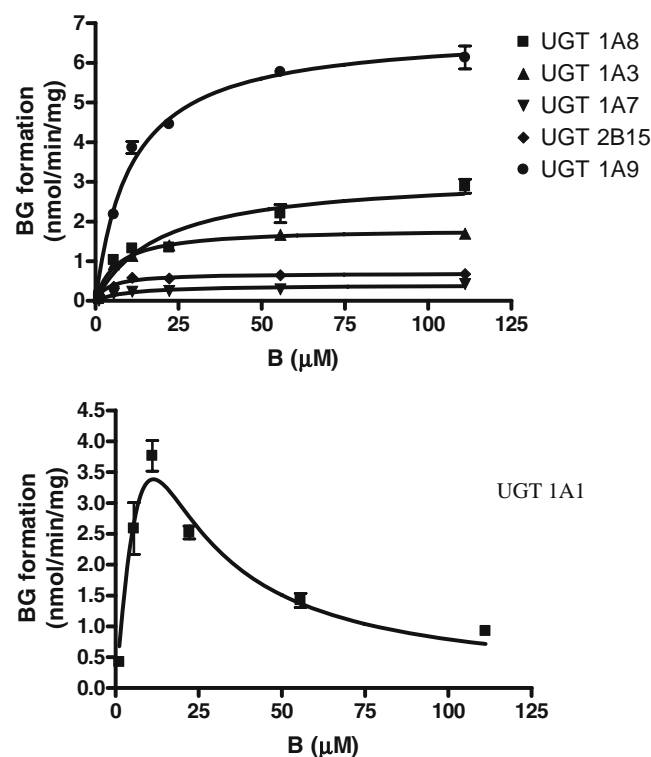 BG formation
(nmol/min/mg)
7
6
5
4
3
2
1
0
0 25 50 75 100 125
B (μM)
UGT 1A8
UGT 1A3
UGT 1A7
UGT 2B15
UGT 1A9
BG formation
(nmol/min/mg)
4.5
4.0
3.5
3.0
2.5
2.0
1.5
1.0
0.5
0.0
0 25 50 75 100 125
B (μM)
UGT 1A1